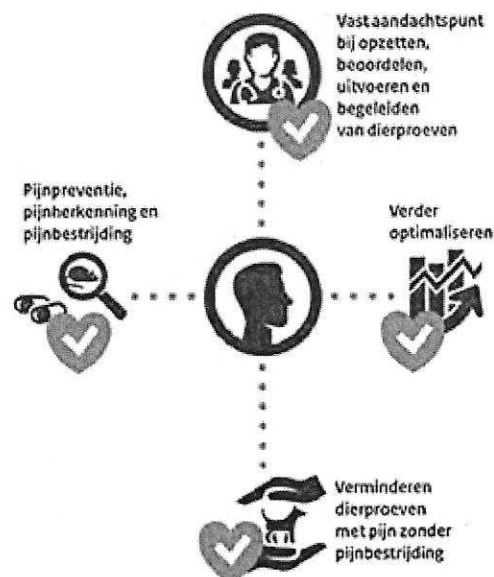 Vast aandachtspunt
bij opzetten,
beoordelen,
uitvoeren en
begeleiden
van dierproeven
Pijnpreventie,
pijnherkenning en
pijnbestrijding
Verder
optimaliseren
Verminderen
dierproeven
met pijn zonder
pijnbestrijding